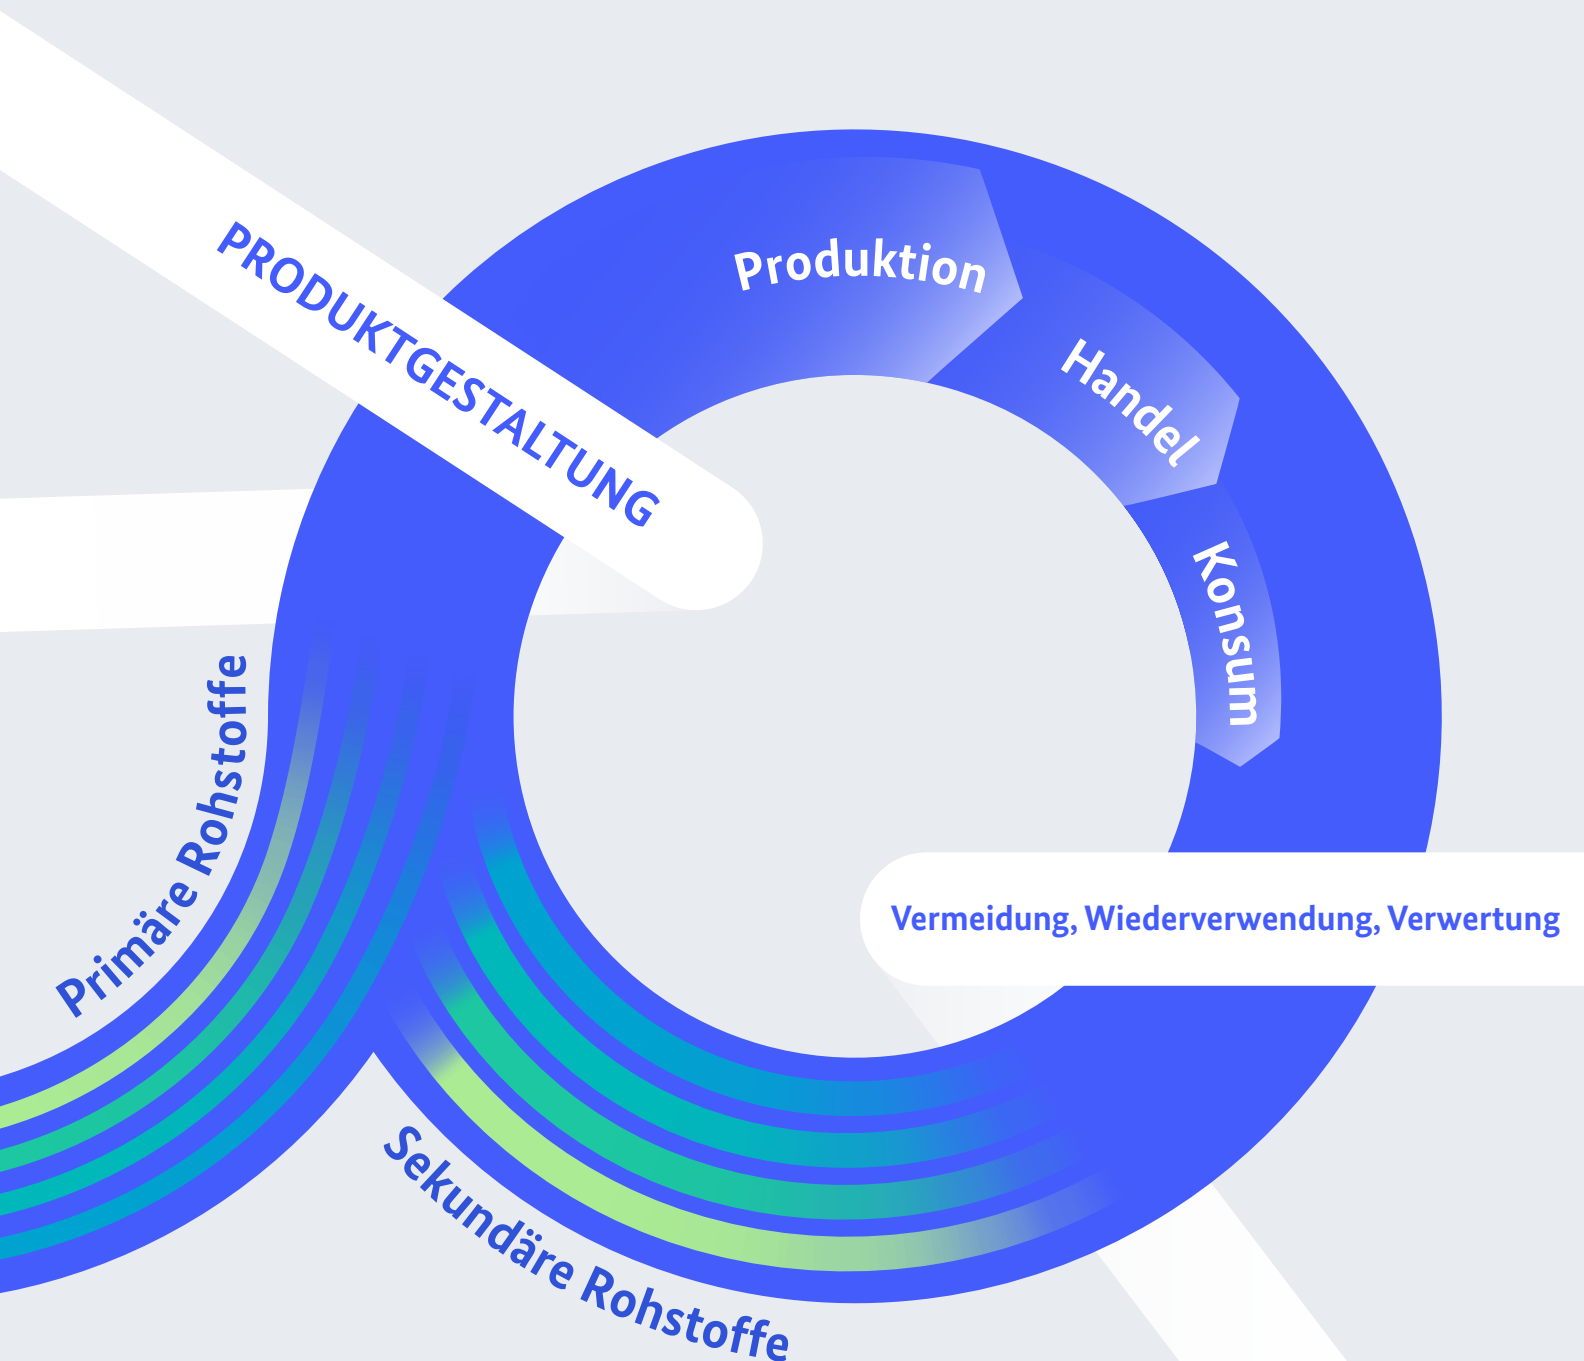 PRODUKTGESTALTUNG
Produktion
Handel
Konsum
Primäre Rohstoffe
Vermeidung, Wiederverwendung, Verwertung
Sekundäre Rohstoffe